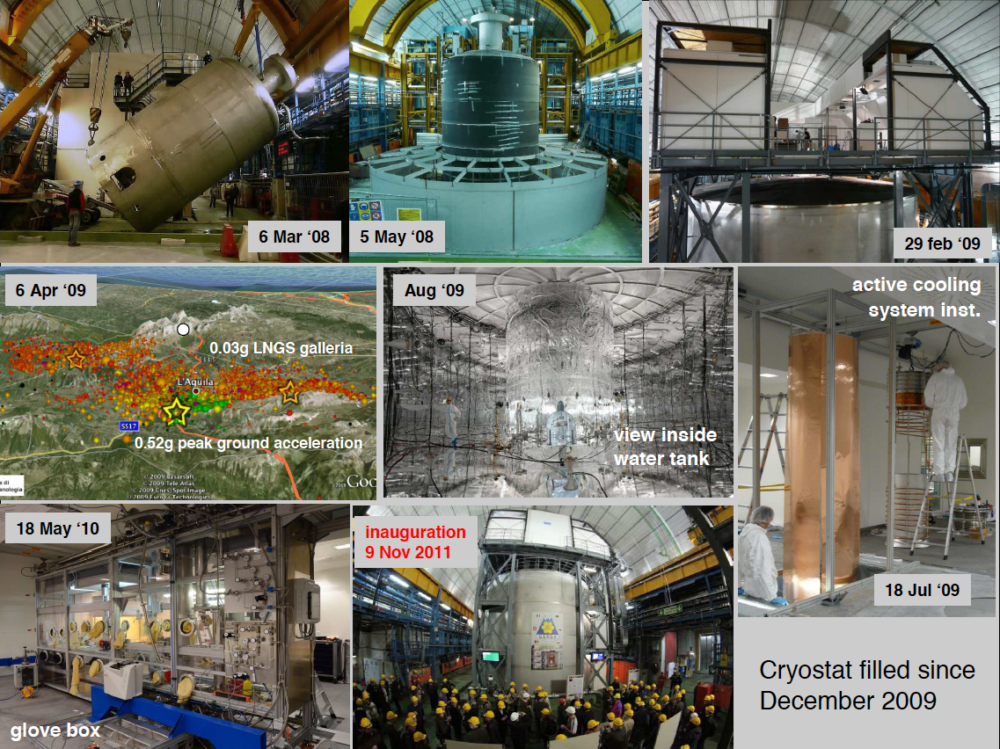 6 Mar ‘08
5 May ‘08
29 feb ‘09
6 Apr ‘09
0.03g LNGS galleria
L'Aquila
SS17
0.52g peak ground acceleration
© 2009 Basarsoft
© 2009 Tele Atlas
© 2009 Cnes/Spot Image
© 2009 Europa Technologies
Goo
Aug ‘09
view inside
water tank
active cooling
system inst.
18 Jul ‘09
18 May ‘10
glove box
inauguration
9 Nov 2011
GERDA
Cryostat filled since
December 2009